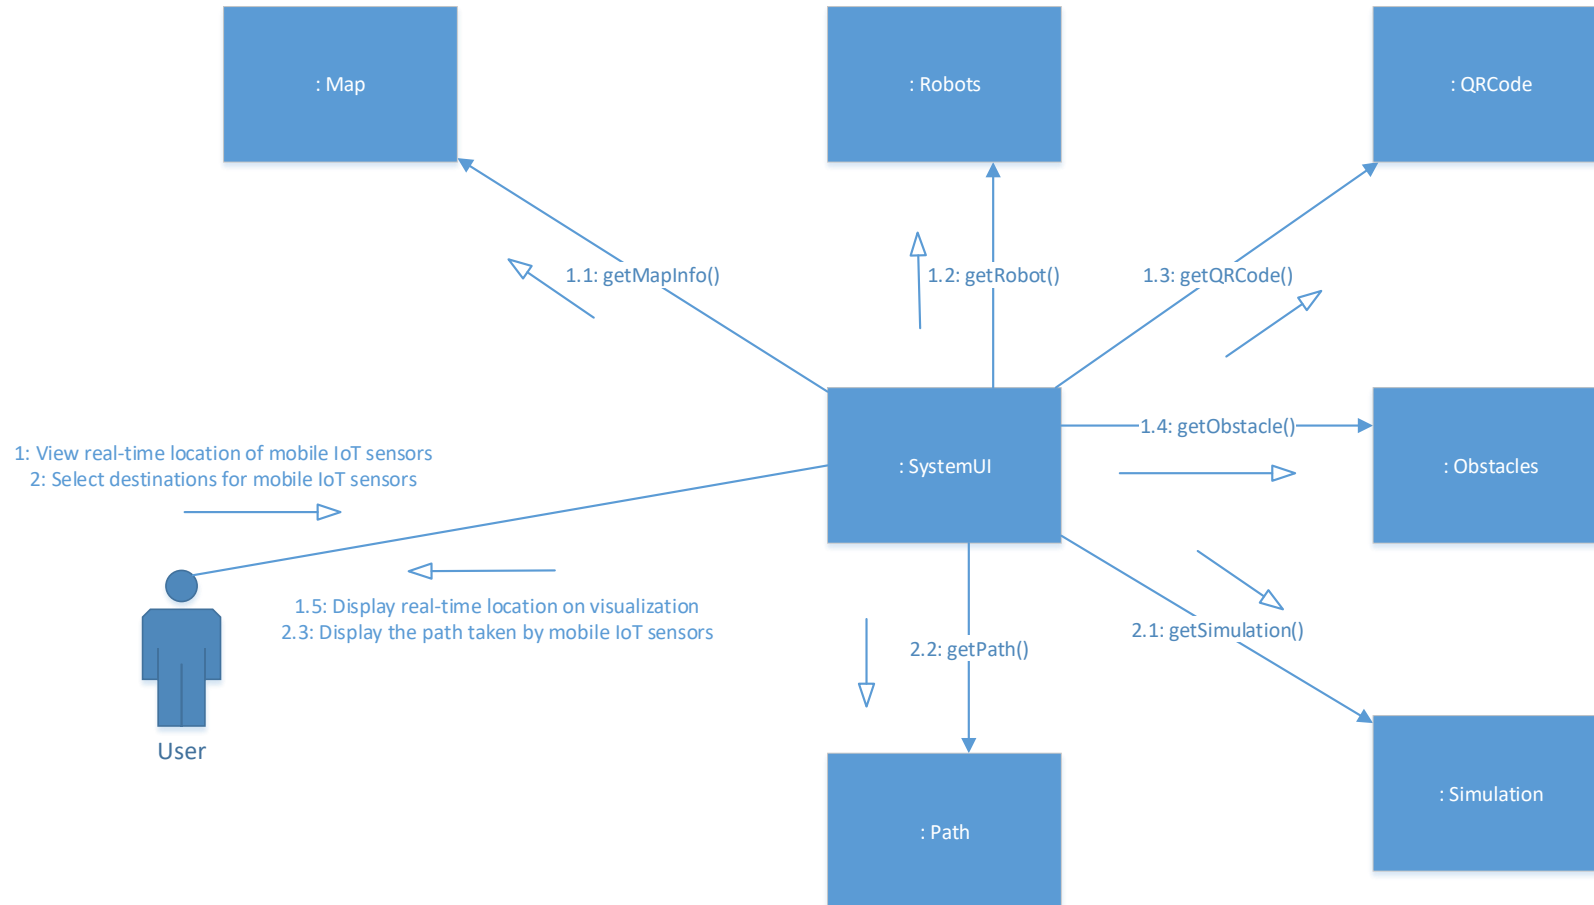 : Map
: Robots
: QRCode
1.1: getMapInfo()
1.2: getRobot()
1.3: getQRCode()
1: View real-time location of mobile IoT sensors
2: Select destinations for mobile IoT sensors
: SystemUI
1.4: getObstacle()
: Obstacles
1.5: Display real-time location on visualization
2.3: Display the path taken by mobile IoT sensors
2.2: getPath()
2.1: getSimulation()
User
: Path
: Simulation